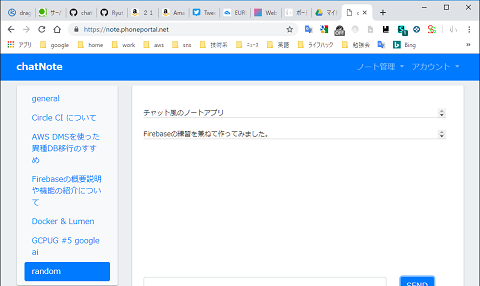 drag
サー
chat
Ryu
２１
Ama
Twe
EUR
Wel
ポー
マイ
https://note.phoneportal.net
アプリ
google
home
work
aws
sns
技術系
ニュース
英語
ライフハック
勉強会
Bing
chatNote
ノート管理
アカウント
general
Circle CI について
AWS DMSを使った
異種DB移行のすす
め
Firebaseの概要説明
や機能の紹介につい
て
Docker & Lumen
GCPUG #5 google
ai
random
チャット風のノートアプリ
Firebaseの練習を兼ねて作ってみました。
SEND